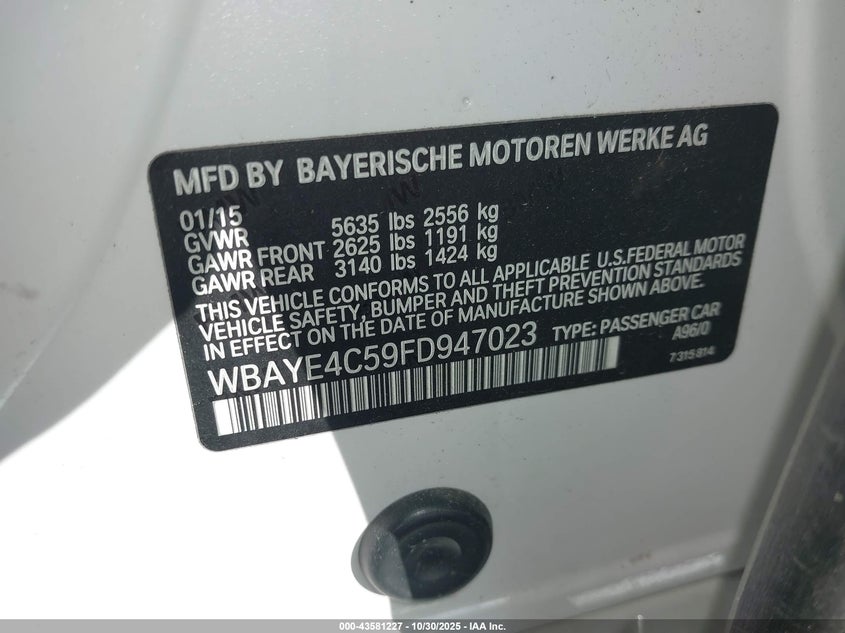 MFD BY BAYERISCHE MOTOREN WERKE AG
01/15
GVWR 5635 lbs 2556 kg
GAWR FRONT 2625 lbs 1191 kg
GAWR REAR 3140 lbs 1424 kg
THIS VEHICLE CONFORMS TO ALL APPLICABLE U.S.FEDERAL MOTOR
VEHICLE SAFETY, BUMPER AND THEFT PREVENTION STANDARDS
IN EFFECT ON THE DATE OF MANUFACTURE SHOWN ABOVE.
WBAYE4C59FD947023 TYPE: PASSENGER CAR
A96/0
7315814
000-43581227 - 10/30/2025 - IAA Inc.